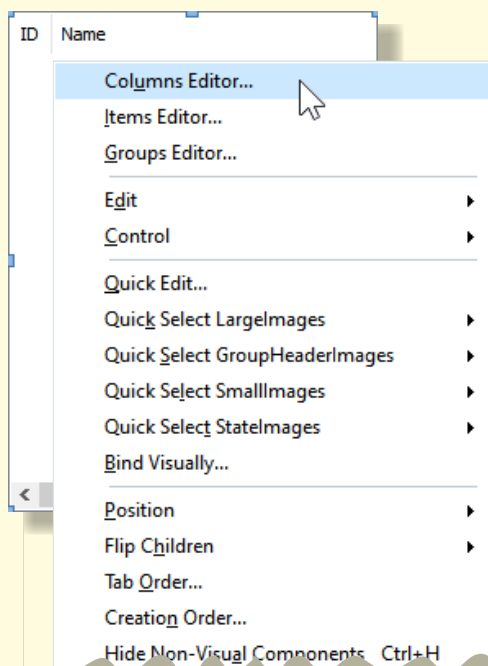 ID Name
Columns Editor...
Items Editor...
Groups Editor...
Edit
Control
Quick Edit...
Quick Select LargeImages
Quick Select GroupHeaderImages
Quick Select SmallImages
Quick Select StateImages
Bind Visually...
Position
Flip Children
Tab Order...
Creation Order...
Hide Non-Visual Components Ctrl+H